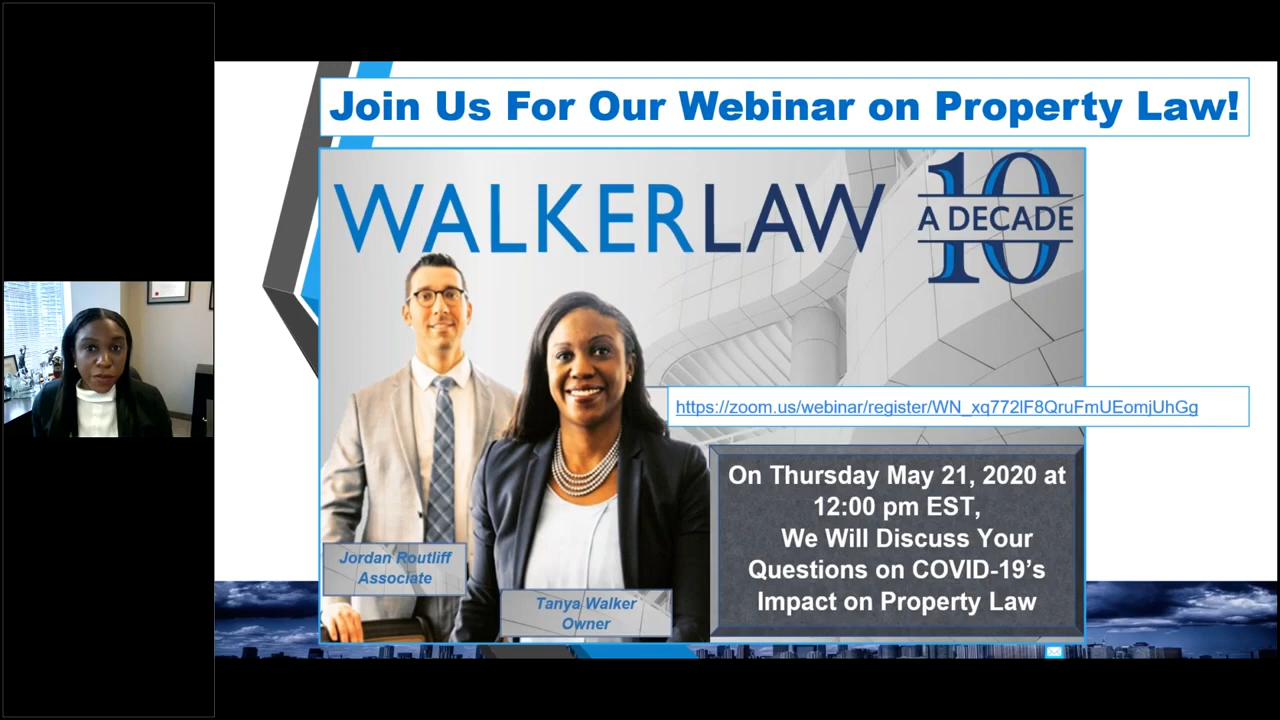 Join Us For Our Webinar on Property Law!
WALKERLAW
10
A DECADE
https://zoom.us/webinar/register/WN_xq772lF8QruFmUEomjUhGg
On Thursday May 21, 2020 at
12:00 pm EST,
We Will Discuss Your
Questions on COVID-19’s
Impact on Property Law
Jordan Routliff
Associate
Tanya Walker
Owner